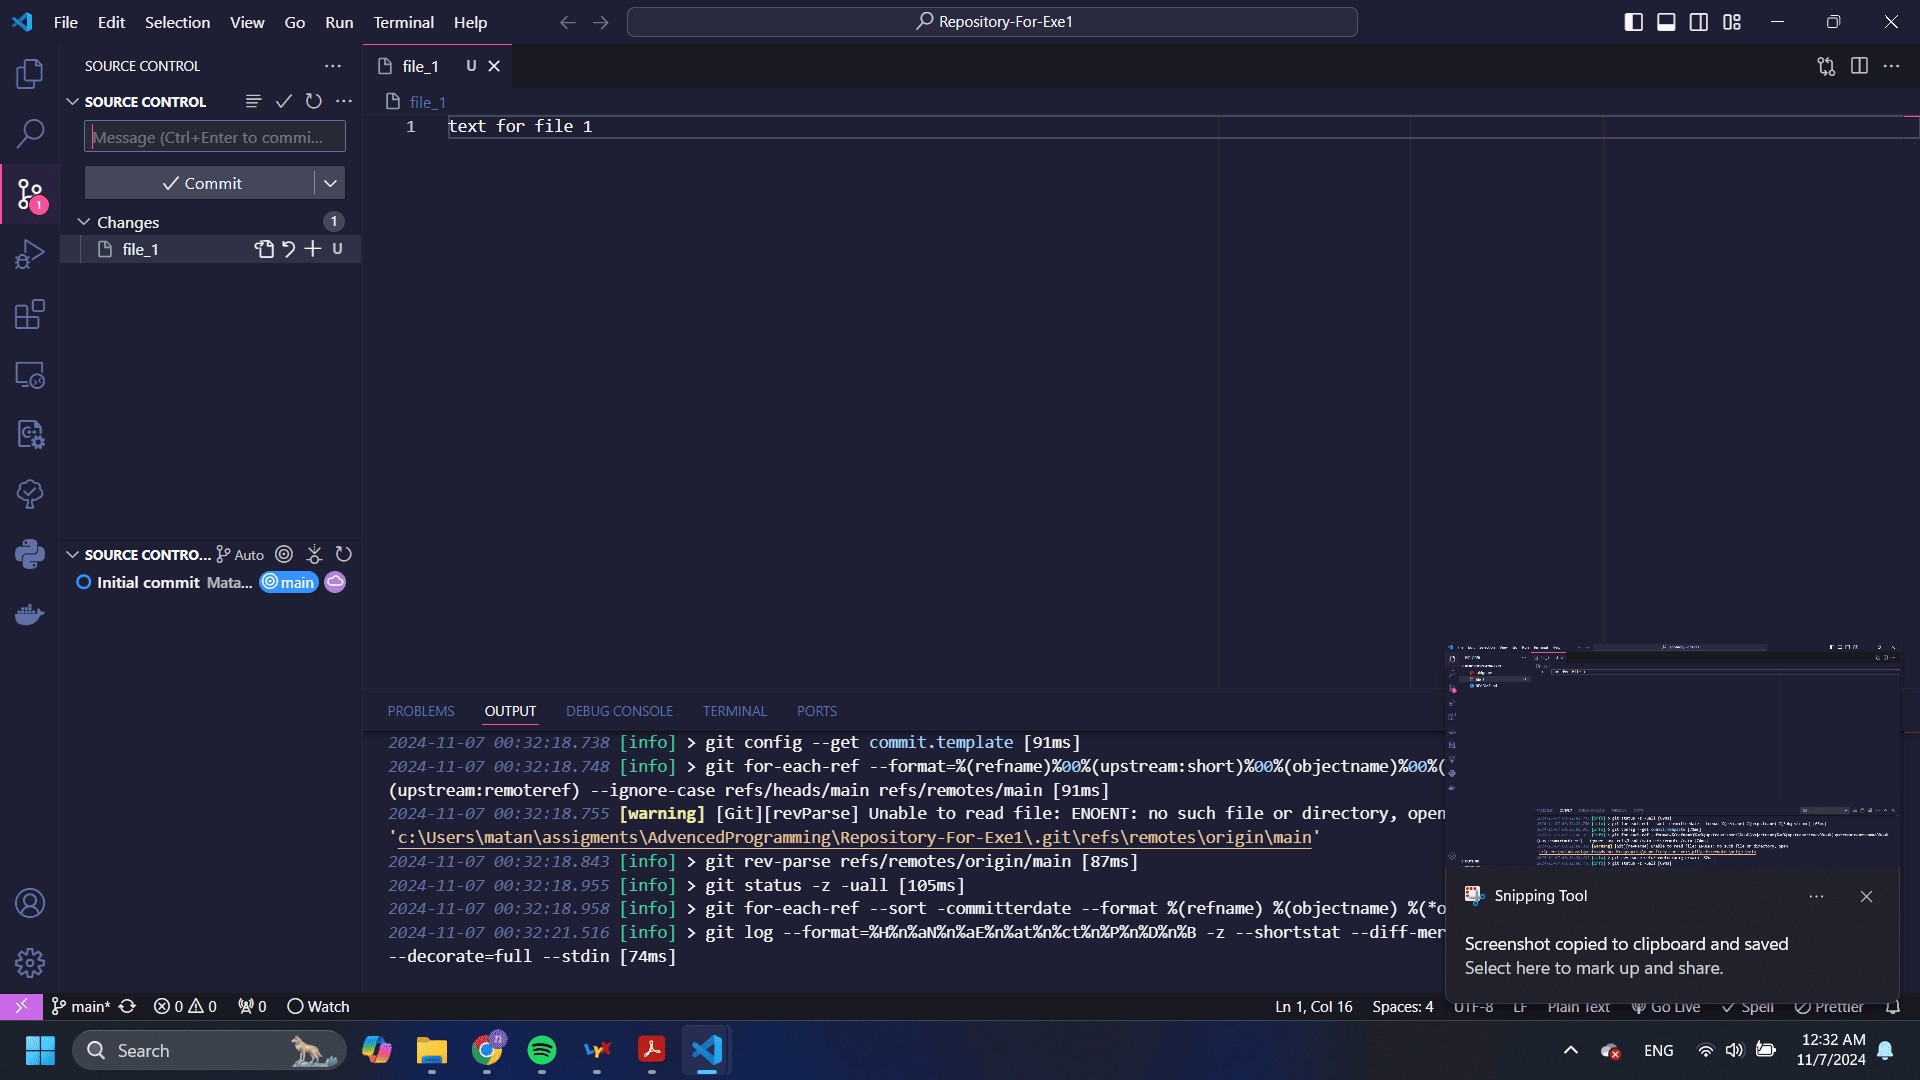 File Edit Selection View Go Run Terminal Help
Repository-For-Exe1
SOURCE CONTROL
SOURCE CONTROL
Message (Ctrl+Enter to commi...
Commit
Changes 1
file_1 U
1
SOURCE CONTRO... Auto
Initial commit Mata... main
file_1 U
file_1
1 text for file 1
PROBLEMS OUTPUT DEBUG CONSOLE TERMINAL PORTS
2024-11-07 00:32:18.738 [info] > git config --get commit.template [91ms]
2024-11-07 00:32:18.748 [info] > git for-each-ref --format=%(refname)%00%(upstream:short)%00%(objectname)%00%(
(upstream:remoteref) --ignore-case refs/heads/main refs/remotes/main [91ms]
2024-11-07 00:32:18.755 [warning] [Git][revParse] Unable to read file: ENOENT: no such file or directory, open
'c:\Users\matan\assigments\AdvencedProgramming\Repository-For-Exe1\.git\refs\remotes\origin\main'
2024-11-07 00:32:18.843 [info] > git rev-parse refs/remotes/origin/main [87ms]
2024-11-07 00:32:18.955 [info] > git status -z -uall [105ms]
2024-11-07 00:32:18.958 [info] > git for-each-ref --sort -committerdate --format %(refname) %(objectname) %(*o
2024-11-07 00:32:21.516 [info] > git log --format=%H%n%aN%n%aE%n%at%n%ct%n%P%n%D%n%B -z --shortstat --diff-mer
--decorate=full --stdin [74ms]
Snipping Tool
Screenshot copied to clipboard and saved
Select here to mark up and share.
main* 0 0 0 Watch
Ln 1, Col 16 Spaces: 4 UTF-8 LF Plain Text Go Live Spell Prettier
Search
ENG
12:32 AM
11/7/2024